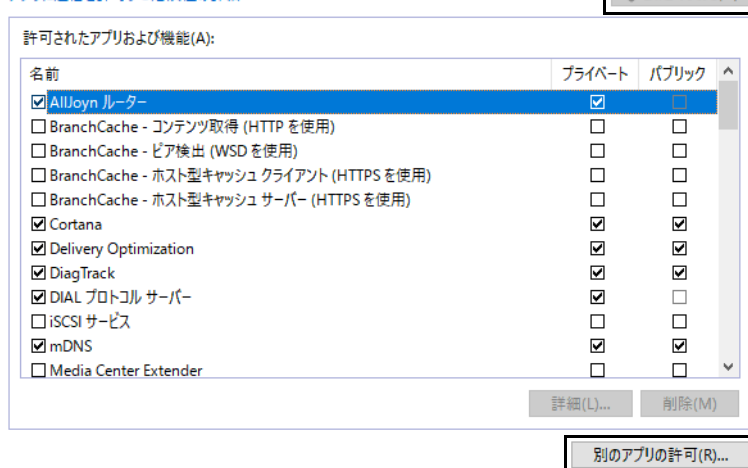 許可されたアプリおよび機能(A):
名前 プライベート パブリック
AllJoyn ルーター
BranchCache - コンテンツ取得 (HTTP を使用)
BranchCache - ピア検出 (WSD を使用)
BranchCache - ホスト型キャッシュ クライアント (HTTPS を使用)
BranchCache - ホスト型キャッシュ サーバー (HTTPS を使用)
Cortana
Delivery Optimization
DiagTrack
DIAL プロトコル サーバー
iSCSI サービス
mDNS
Media Center Extender
詳細(L)... 削除(M)
別のアプリの許可(R)...